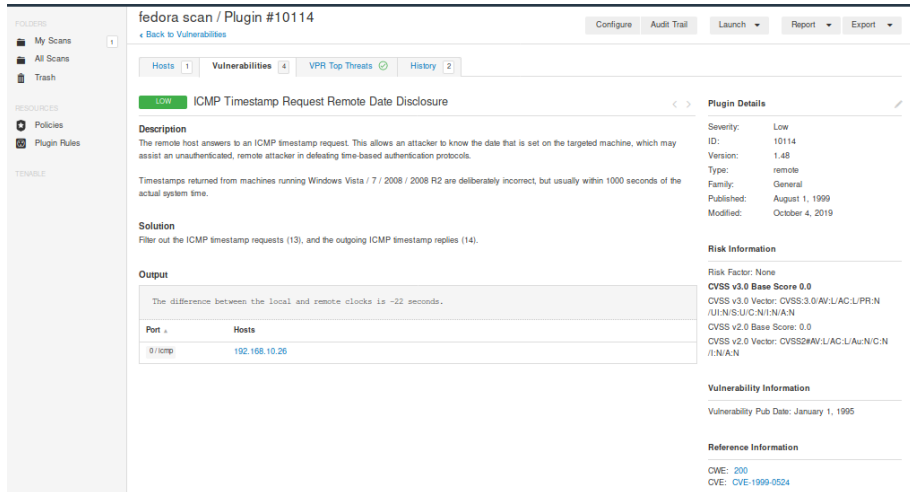 FOLDERS
My Scans 1
All Scans
Trash
RESOURCES
Policies
Plugin Rules
TENABLE
fedora scan / Plugin #10114
‹ Back to Vulnerabilities
Configure Audit Trail Launch Report Export
Hosts 1 Vulnerabilities 4 VPR Top Threats History 2
LOW ICMP Timestamp Request Remote Date Disclosure
Description
The remote host answers to an ICMP timestamp request. This allows an attacker to know the date that is set on the targeted machine, which may
assist an unauthenticated, remote attacker in defeating time-based authentication protocols.
Timestamps returned from machines running Windows Vista / 7 / 2008 / 2008 R2 are deliberately incorrect, but usually within 1000 seconds of the
actual system time.
Solution
Filter out the ICMP timestamp requests (13), and the outgoing ICMP timestamp replies (14).
Output
The difference between the local and remote clocks is -22 seconds.
Port Hosts
0 / icmp 192.168.10.26
Plugin Details
Severity: Low
ID: 10114
Version: 1.48
Type: remote
Family: General
Published: August 1, 1999
Modified: October 4, 2019
Risk Information
Risk Factor: None
CVSS v3.0 Base Score 0.0
CVSS v3.0 Vector: CVSS:3.0/AV:L/AC:L/PR:N
/UI:N/S:U/C:N/I:N/A:N
CVSS v2.0 Base Score: 0.0
CVSS v2.0 Vector: CVSS2#AV:L/AC:L/Au:N/C:N
/I:N/A:N
Vulnerability Information
Vulnerability Pub Date: January 1, 1995
Reference Information
CWE: 200
CVE: CVE-1999-0524